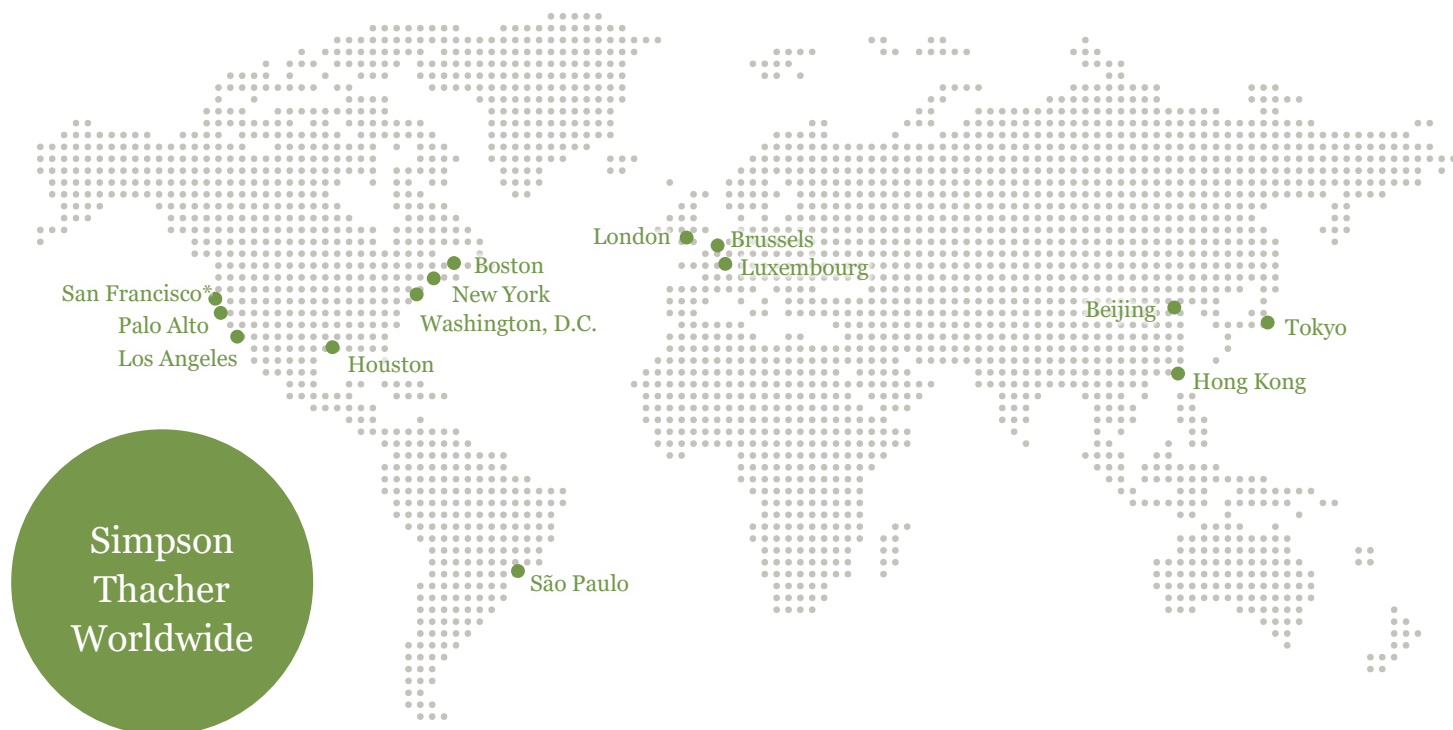 London
Brussels
Luxembourg
Boston
New York
Washington, D.C.
San Francisco*
Palo Alto
Los Angeles
Houston
Beijing
Tokyo
Hong Kong
São Paulo
Simpson
Thacher
Worldwide